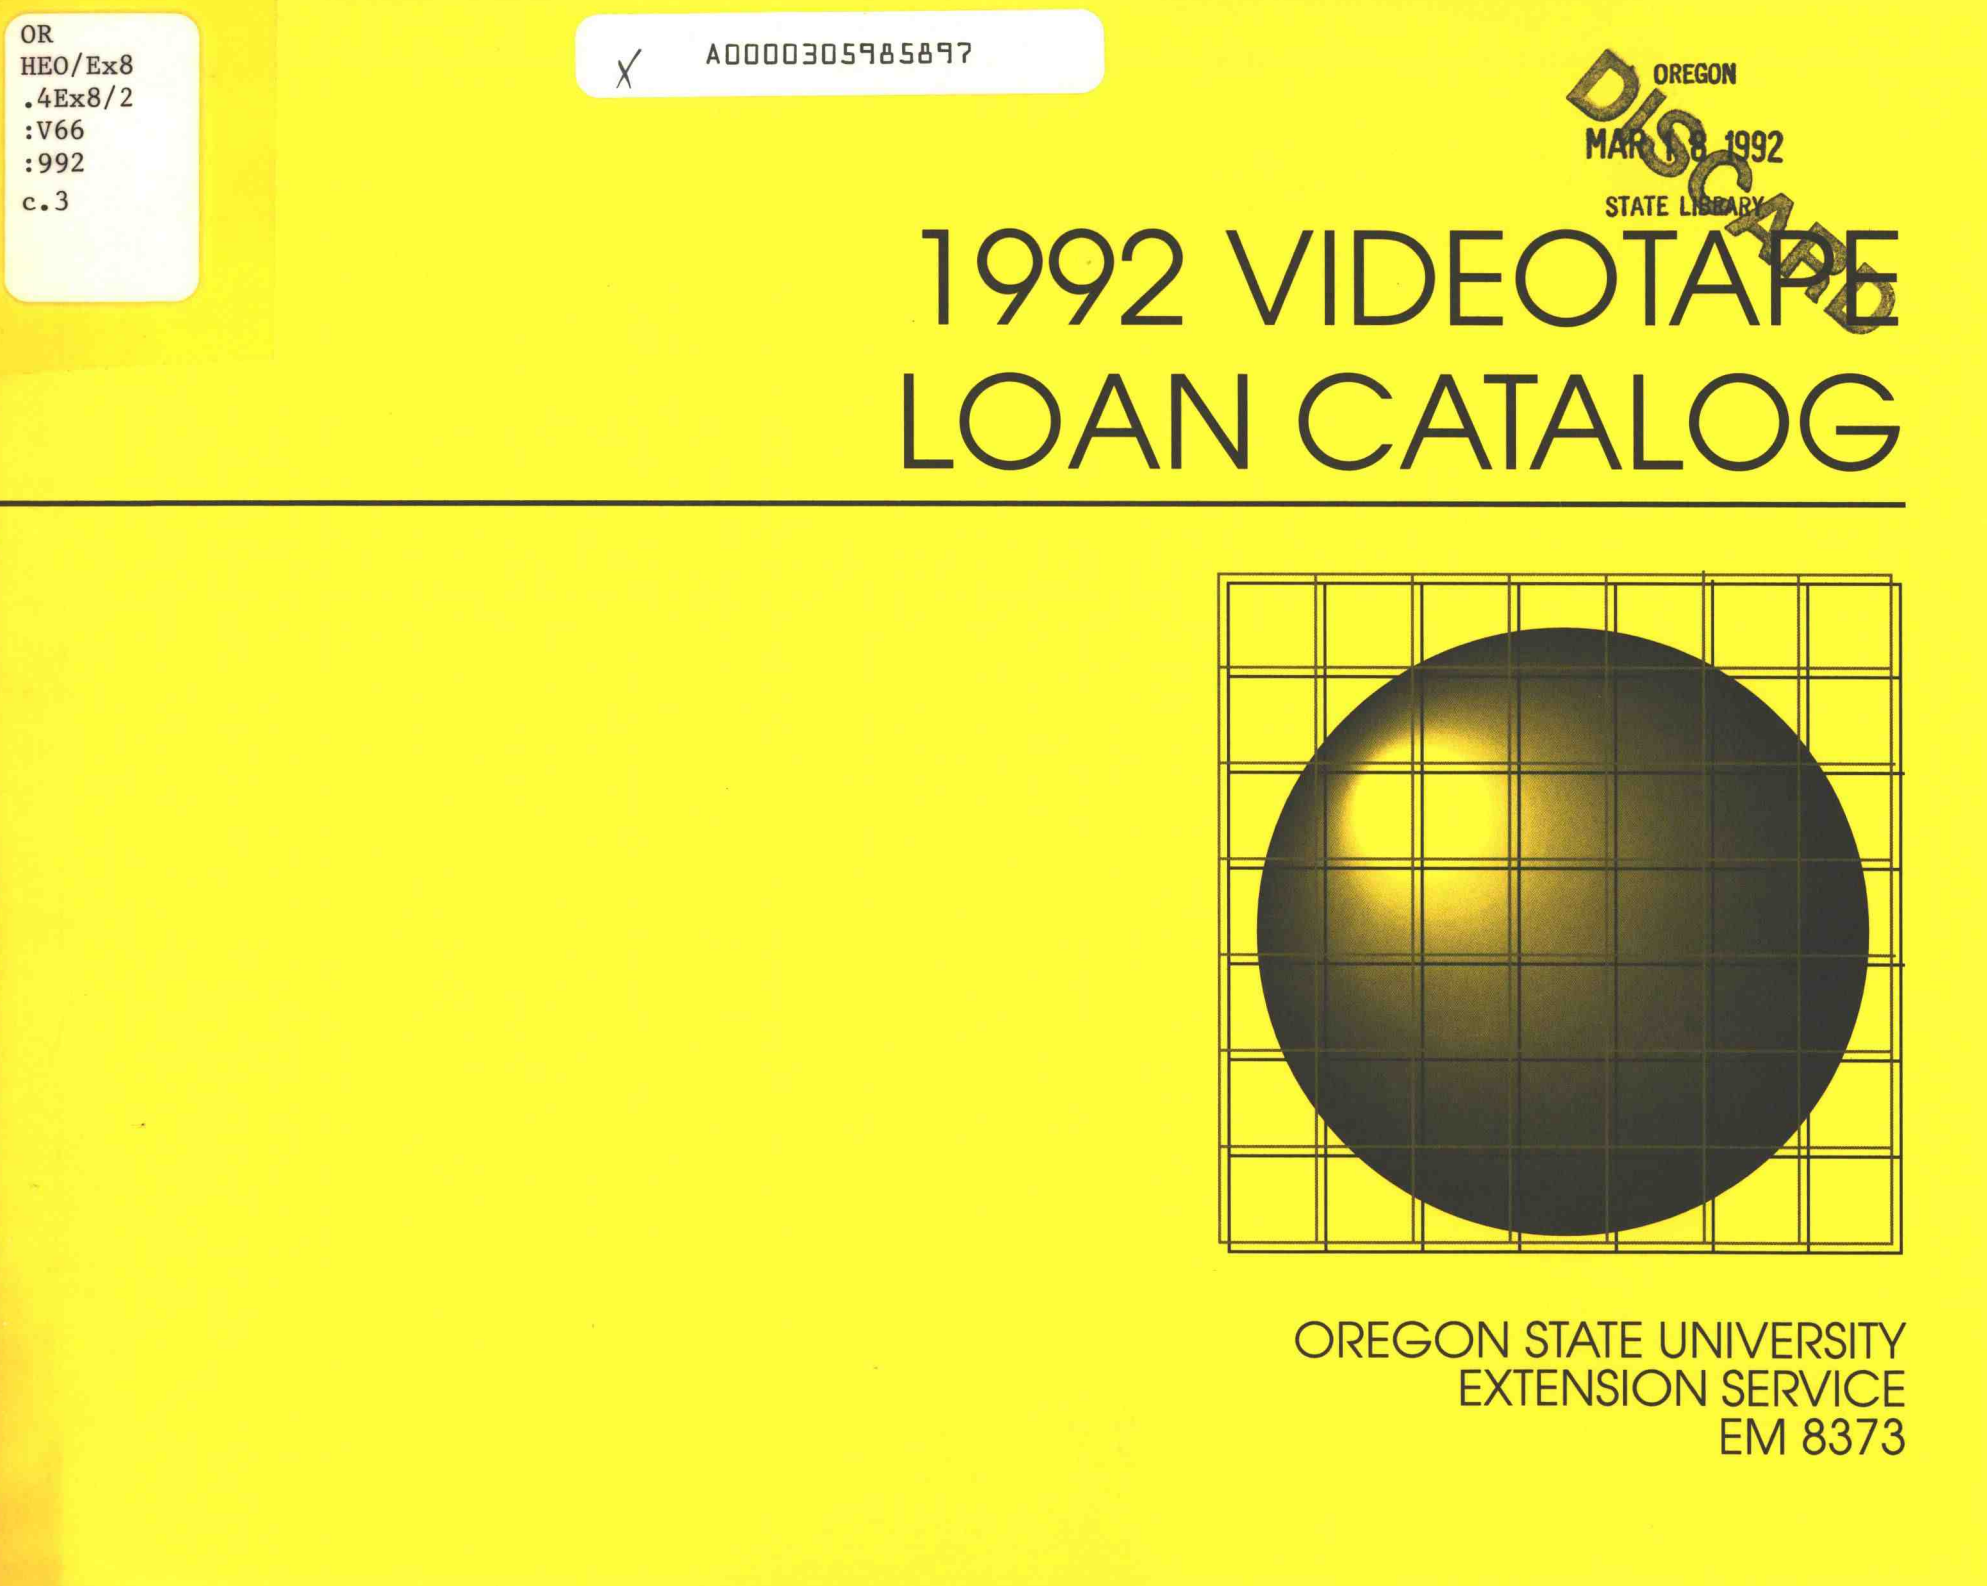 OR
HEO/Ex8
.4Ex8/2
:V66
:992
c.3
X A0000305985897
OREGON
MAR 18 1992
STATE LIBRARY
DISCARD
1992 VIDEOTAPE
LOAN CATALOG
OREGON STATE UNIVERSITY
EXTENSION SERVICE
EM 8373